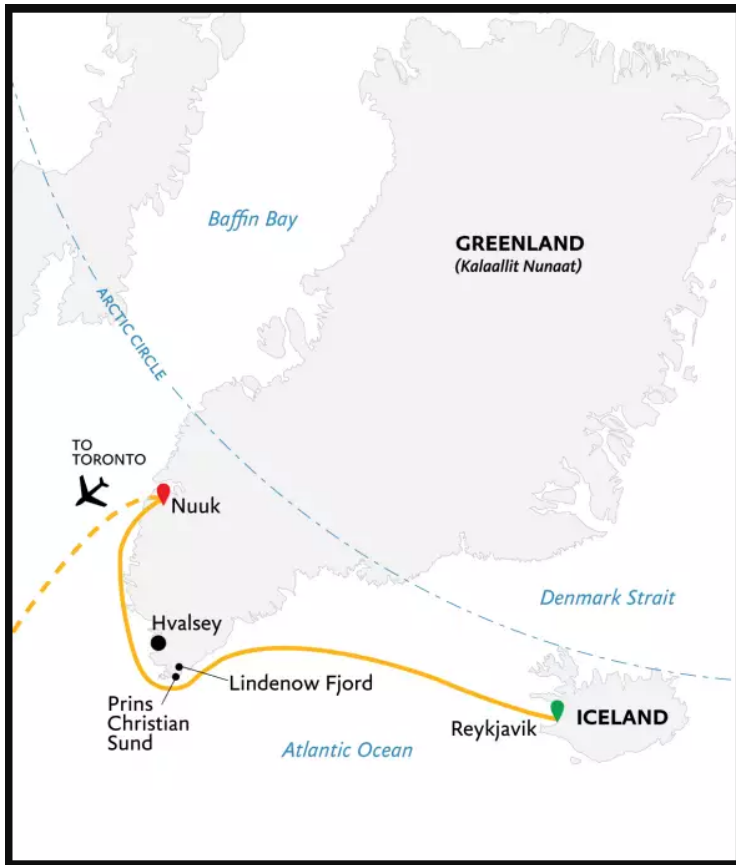 Baffin Bay
GREENLAND
(Kalaallit Nunaat)
ARCTIC CIRCLE
TO
TORONTO
Nuuk
Denmark Strait
Hvalsey
Lindenow Fjord
Prins
Christian
Sund
Reykjavik
ICELAND
Atlantic Ocean